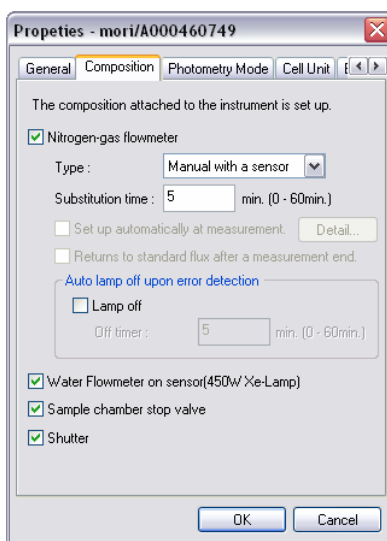 Propeties - mori/A000460749
General Composition Photometry Mode Cell Unit
The composition attached to the instrument is set up.
Nitrogen-gas flowmeter
Type : Manual with a sensor
Substitution time : 5 min. (0 - 60min.)
Set up automatically at measurement. Detail...
Returns to standard flux after a measurement end.
Auto lamp off upon error detection
Lamp off
Off timer : 5 min. (0 - 60min.)
Water Flowmeter on sensor(450W Xe-Lamp)
Sample chamber stop valve
Shutter
OK Cancel